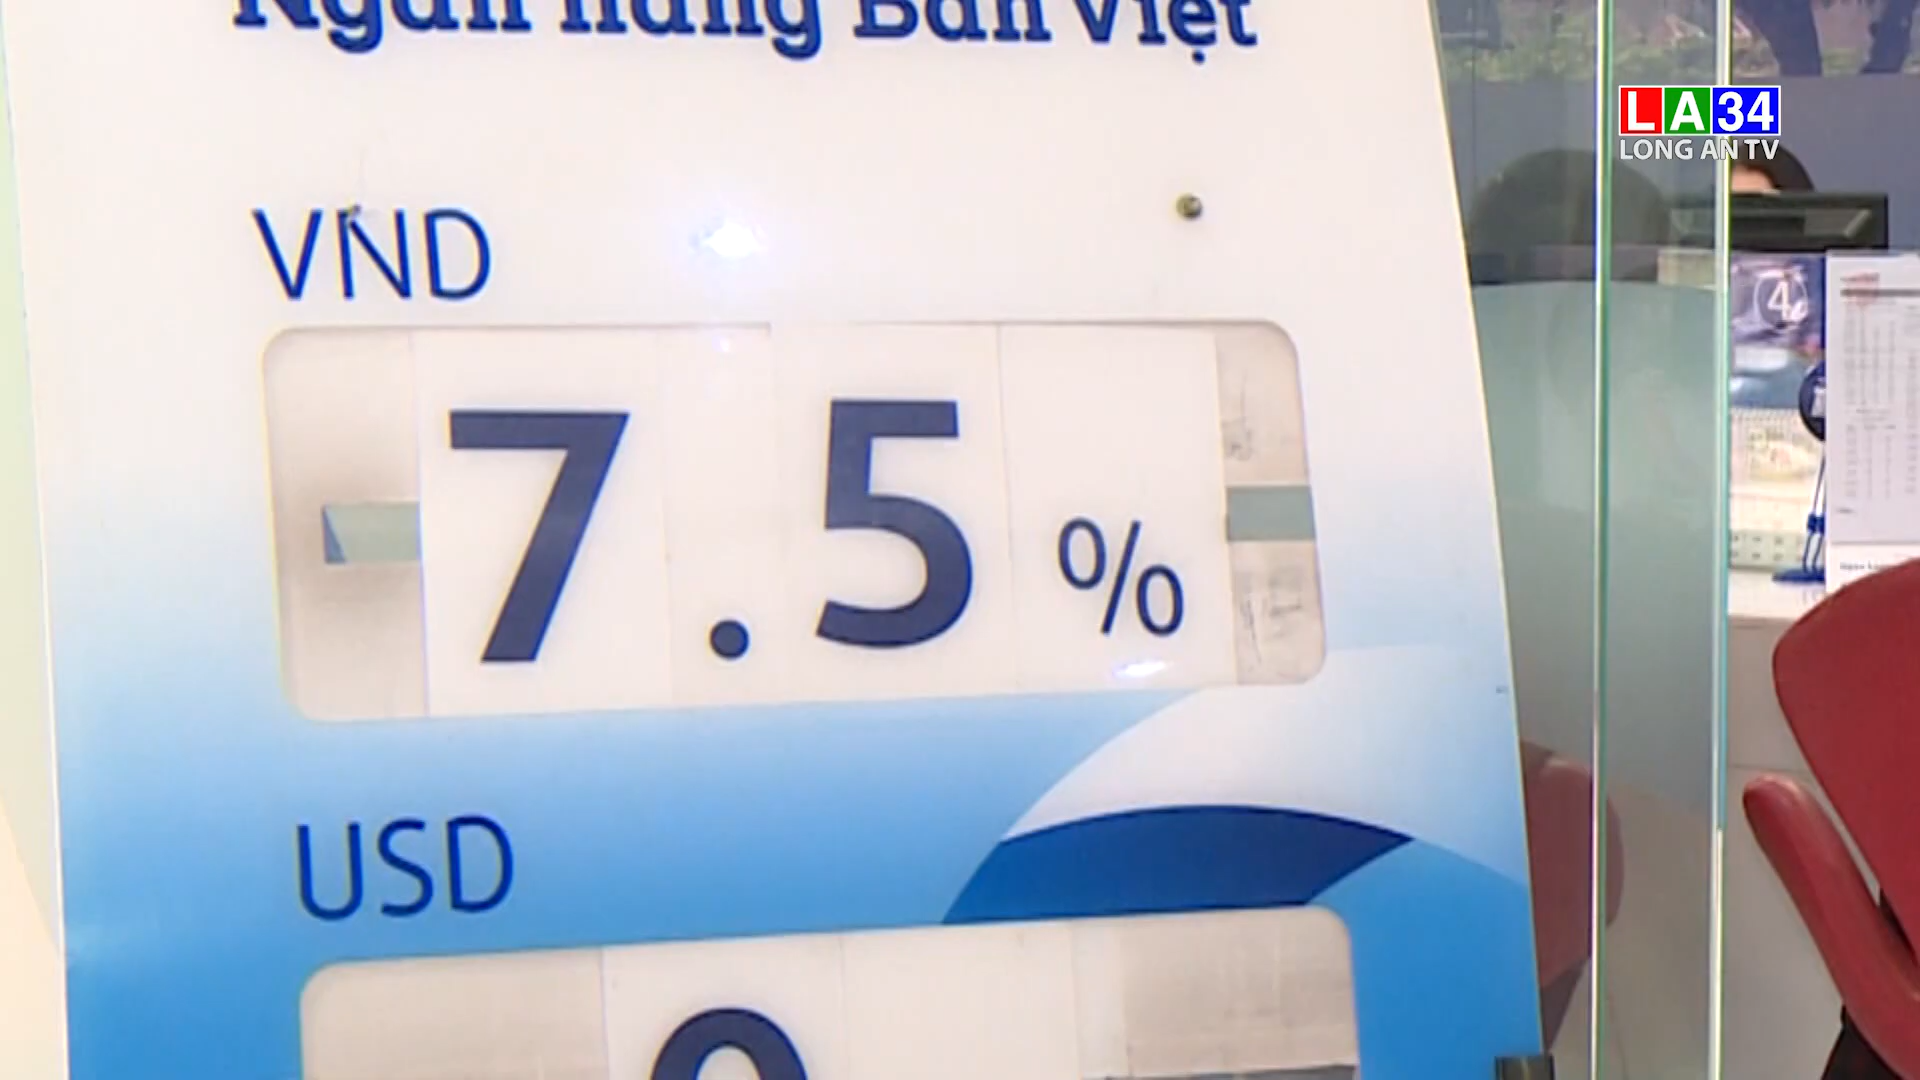 Ngân hàng Bản Việt
LA34
LONG AN TV
VND
7.5%
USD